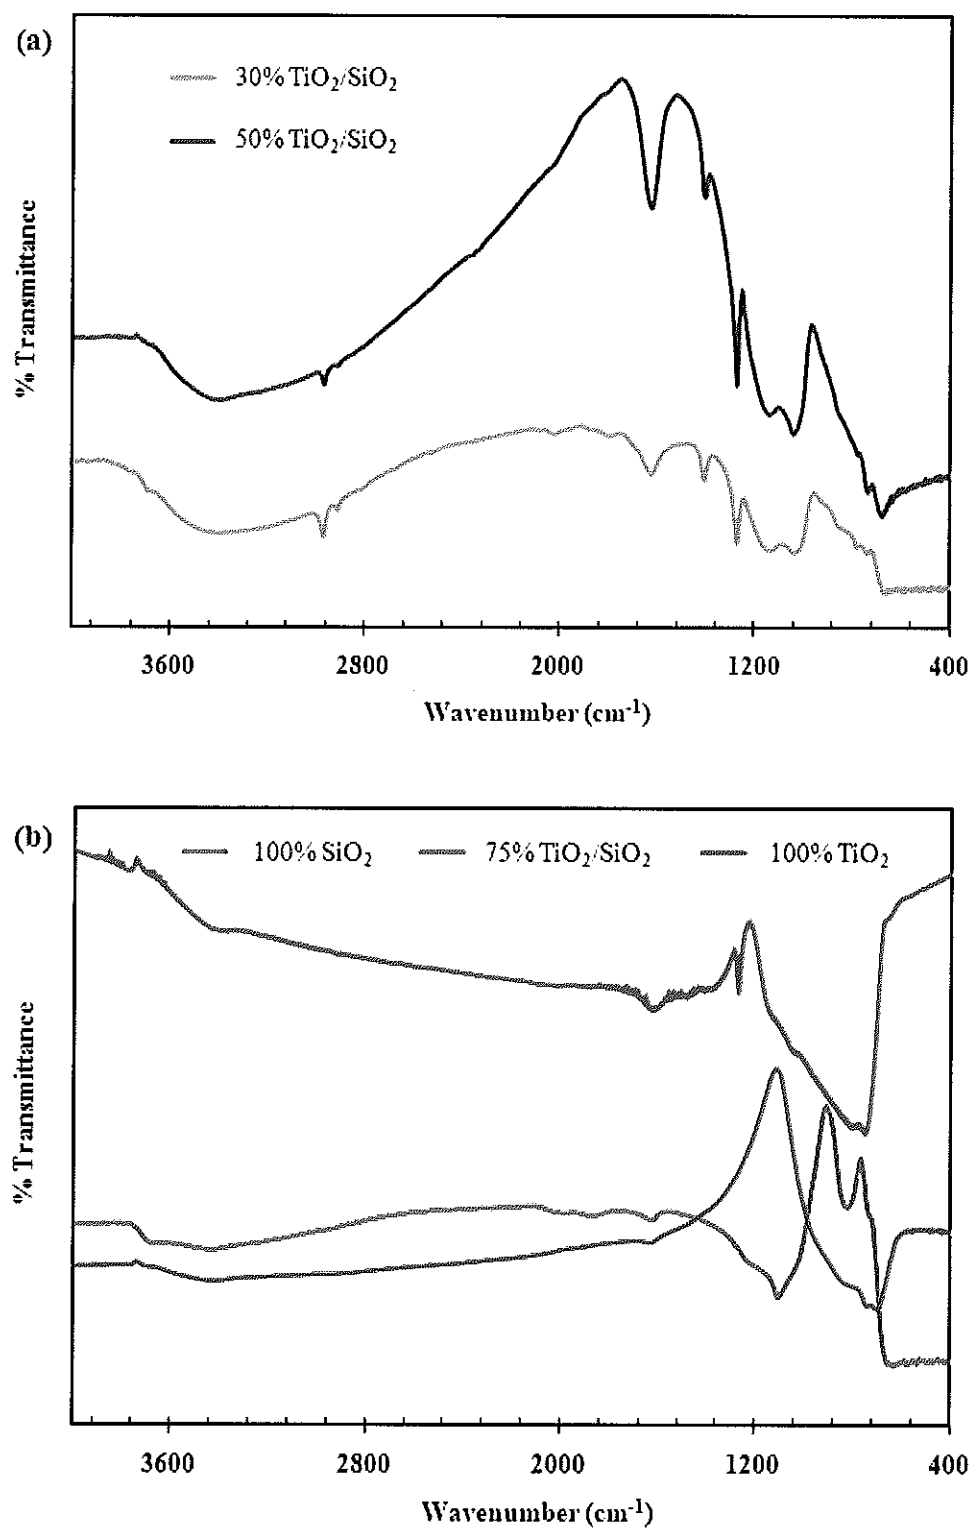 (a)
30% TiO₂/SiO₂
50% TiO₂/SiO₂
% Transmittance
3600 2800 2000 1200 400
Wavenumber (cm⁻¹)
(b)
100% SiO₂ 75% TiO₂/SiO₂ 100% TiO₂
% Transmittance
3600 2800 2000 1200 400
Wavenumber (cm⁻¹)